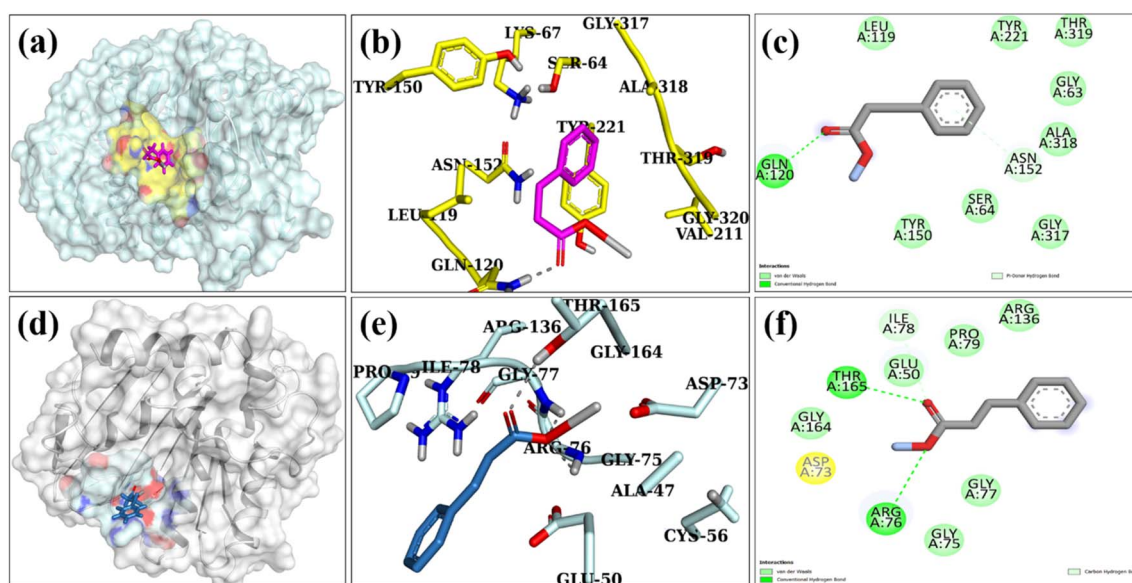 (a)
(b)
GLY-317
LYS-67
SER-64
TYR-150
ALA-318
TYR-221
ASN-152
THR-319
LEU-119
GLY-320
VAL-211
GLN-120
(c)
LEU
A:119
TYR
A:221
THR
A:319
GLY
A:63
ALA
A:318
ASN
A:152
GLN
A:120
SER
A:64
TYR
A:150
GLY
A:317
Interactions
van der Waals
Conventional Hydrogen Bond
Pi-Donor Hydrogen Bond
(d)
(e)
THR-165
ARG-136
GLY-164
ILE-78
GLY-77
ASP-73
ARG-76
GLY-75
ALA-47
CYS-56
GLU-50
(f)
ILE
A:78
PRO
A:79
ARG
A:136
GLU
A:50
THR
A:165
GLY
A:164
ASP
A:73
GLY
A:77
ARG
A:76
GLY
A:75
Interactions
van der Waals
Conventional Hydrogen Bond
Carbon Hydrogen